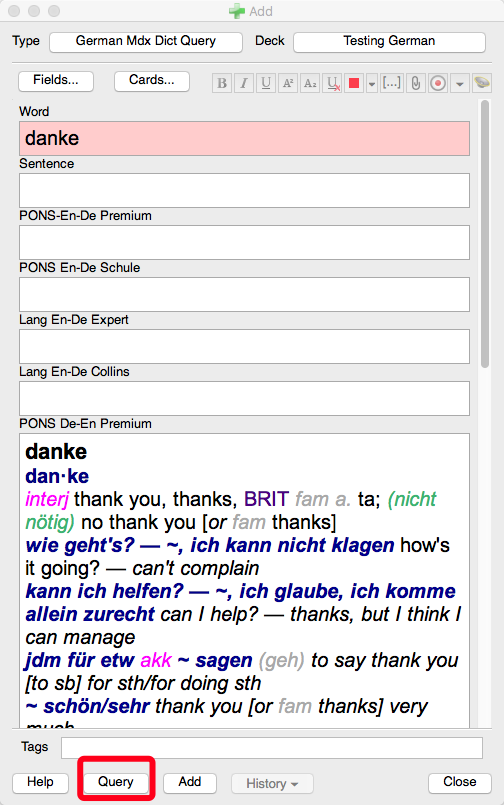 Add
Type German Mdx Dict Query Deck Testing German
Fields... Cards... B I U A² A₂ U [...]
Word
danke
Sentence
PONS-En-De Premium
PONS En-De Schule
Lang En-De Expert
Lang En-De Collins
PONS De-En Premium
danke
dan·ke
interj thank you, thanks, BRIT fam a. ta; (nicht
nötig) no thank you [or fam thanks]
wie geht's? — ~, ich kann nicht klagen how's
it going? — can't complain
kann ich helfen? — ~, ich glaube, ich komme
allein zurecht can I help? — thanks, but I think I
can manage
jdm für etw akk ~ sagen (geh) to say thank you
[to sb] for sth/for doing sth
~ schön/sehr thank you [or fam thanks] very
much
Tags
Help Query Add History Close